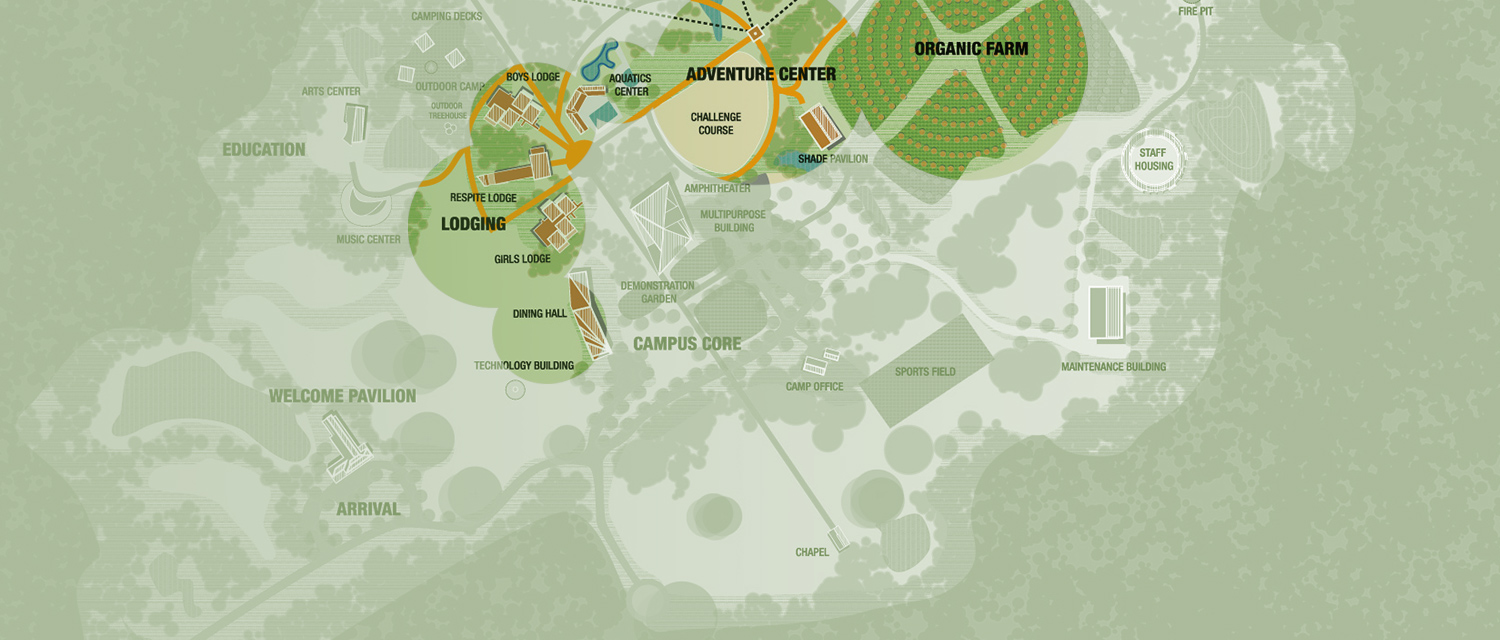 CAMPING DECKS
FIRE PIT
ORGANIC FARM
ADVENTURE CENTER
BOYS LODGE
AQUATICS
CENTER
OUTDOOR CAMP
ARTS CENTER
OUTDOOR
TREEHOUSE
CHALLENGE
COURSE
EDUCATION
SHADE PAVILION
STAFF
HOUSING
AMPHITHEATER
RESPITE LODGE
LODGING
MULTIPURPOSE
BUILDING
MUSIC CENTER
GIRLS LODGE
DEMONSTRATION
GARDEN
DINING HALL
CAMPUS CORE
TECHNOLOGY BUILDING
SPORTS FIELD
MAINTENANCE BUILDING
CAMP OFFICE
WELCOME PAVILION
ARRIVAL
CHAPEL